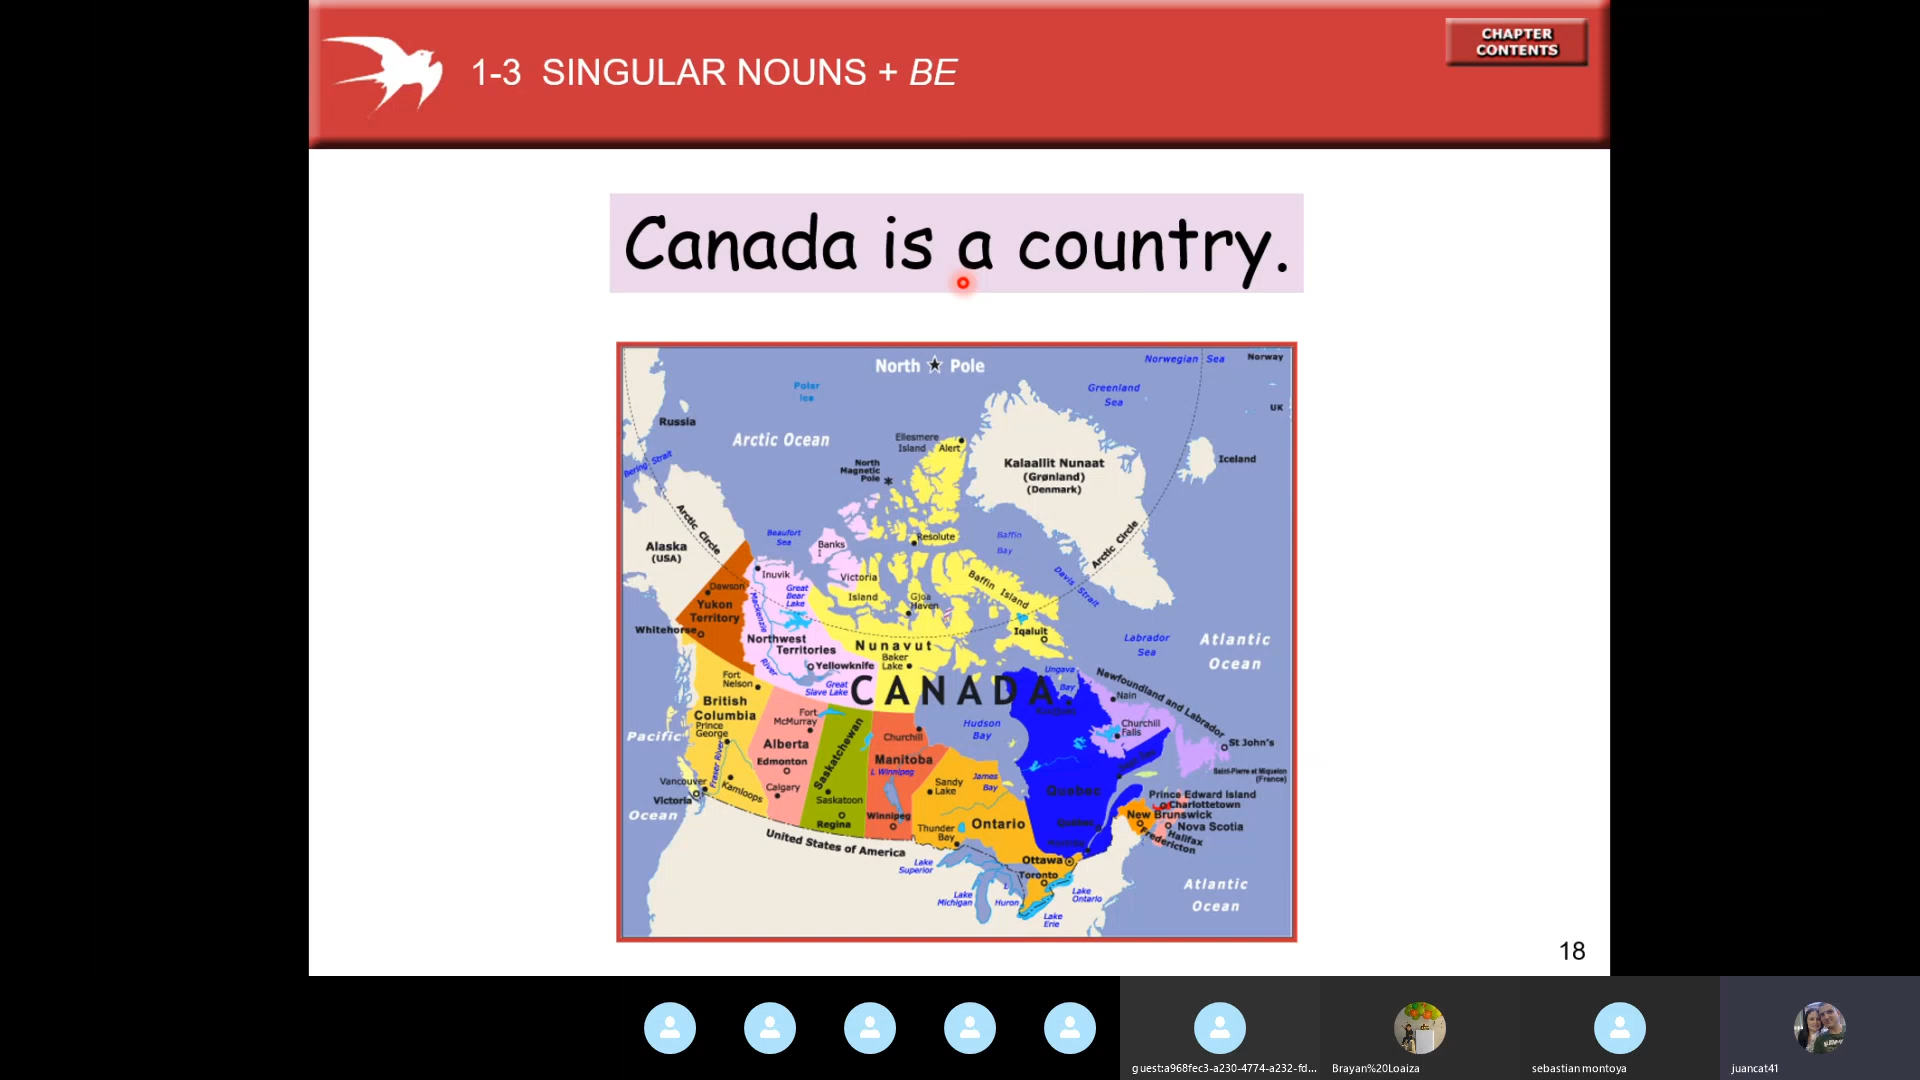 1-3 SINGULAR NOUNS + BE
CHAPTER
CONTENTS
Canada is a country.
North Pole
Norwegian Sea
Norway
Polar
Ice
Greenland
Sea
UK
Russia
Arctic Ocean
Ellesmere
Island
Alert
Bering Strait
North
Magnetic
Pole
Kalaallit Nunaat
(Grønland)
(Denmark)
Iceland
Arctic Circle
Arctic Circle
Alaska
(USA)
Beaufort
Sea
Banks
I
Resolute
Baffin
Bay
Davis Strait
Inuvik
Victoria
Island
Baffin Island
Dawson
Great
Bear
Lake
Gjoa
Haven
Yukon
Territory
Mackenzie
River
Whitehorse
Northwest
Territories
Nunavut
Iqaluit
Labrador
Sea
Atlantic
Ocean
Yellowknife
Baker
Lake
Great
Slave Lake
Fort
Nelson
CANADA
Ungava
Bay
Newfoundland and Labrador
Nain
British
Columbia
Fort
McMurray
Prince
George
Hudson
Bay
Churchill
Churchill
Falls
Pacific
Ocean
Alberta
Saskatchewan
Manitoba
St John's
Fraser River
Edmonton
L Winnipeg
James
Bay
Saint-Pierre et Miquelon
(France)
Vancouver
Victoria
Kamloops
Calgary
Saskatoon
Regina
Winnipeg
Sandy
Lake
Quebec
Prince Edward Island
Charlottetown
New Brunswick
Nova Scotia
Halifax
Fredericton
Thunder
Bay
Ontario
Quebec
United States of America
Ottawa
Toronto
Lake
Superior
Lake
Michigan
Huron
Lake
Ontario
Lake
Erie
Atlantic
Ocean
18
guest:a968fec3-a230-4774-a232-fd...
Brayan%20Loaiza
sebastian montoya
juancat41